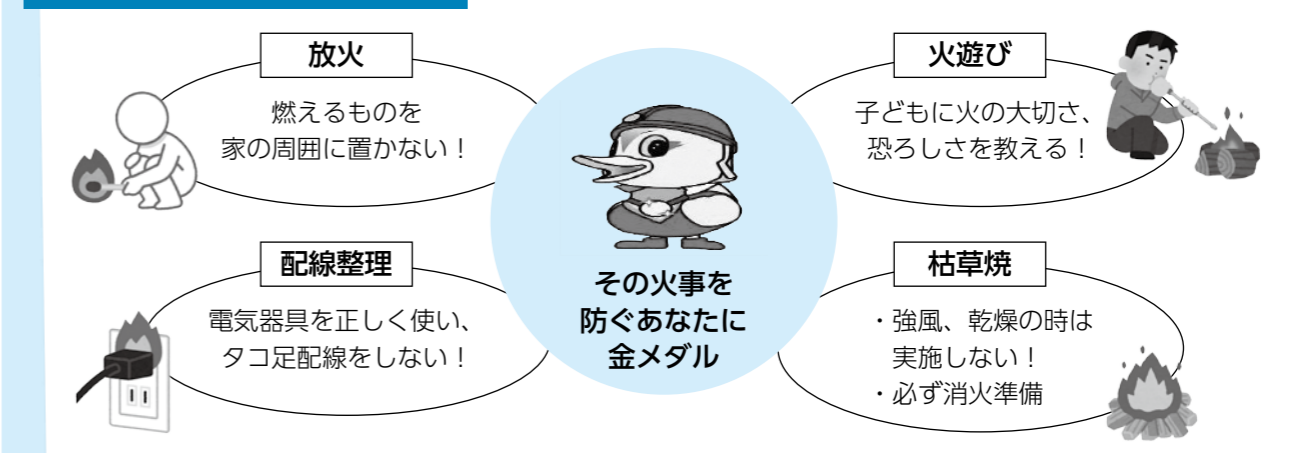 放火
燃えるものを
家の周囲に置かない！
火遊び
子どもに火の大切さ、
恐ろしさを教える！
その火事を
防ぐあなたに
金メダル
配線整理
電気器具を正しく使い、
タコ足配線をしない！
枯草焼
・強風、乾燥の時は
実施しない！
・必ず消火準備